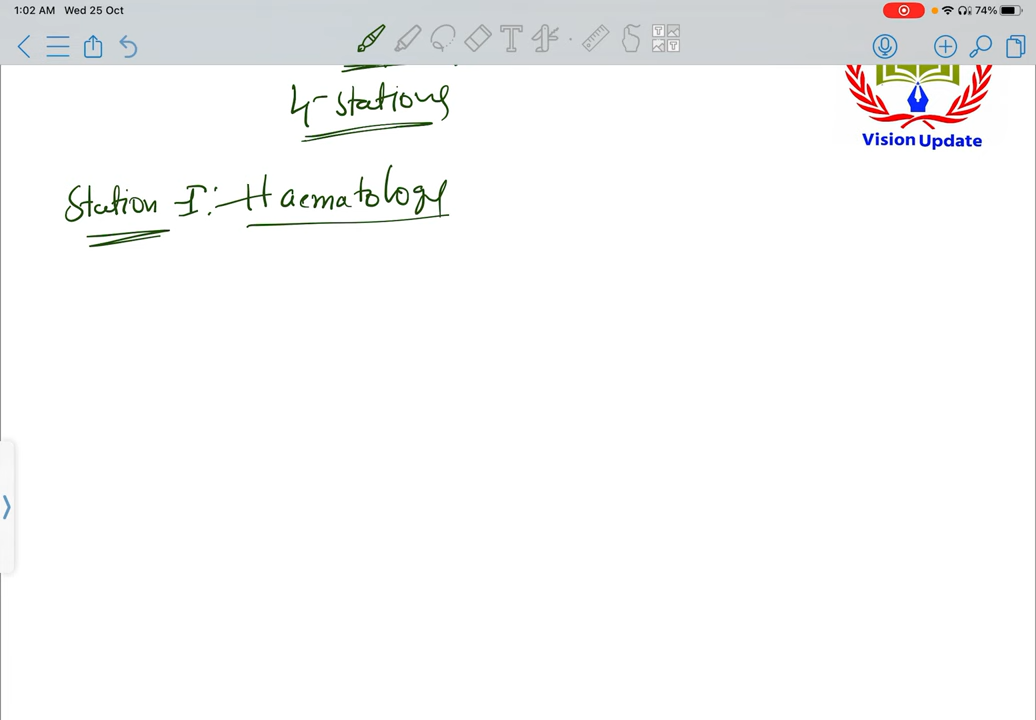 1:02 AM Wed 25 Oct 74%
4-stations
Vision Update
Station I:- Haematology